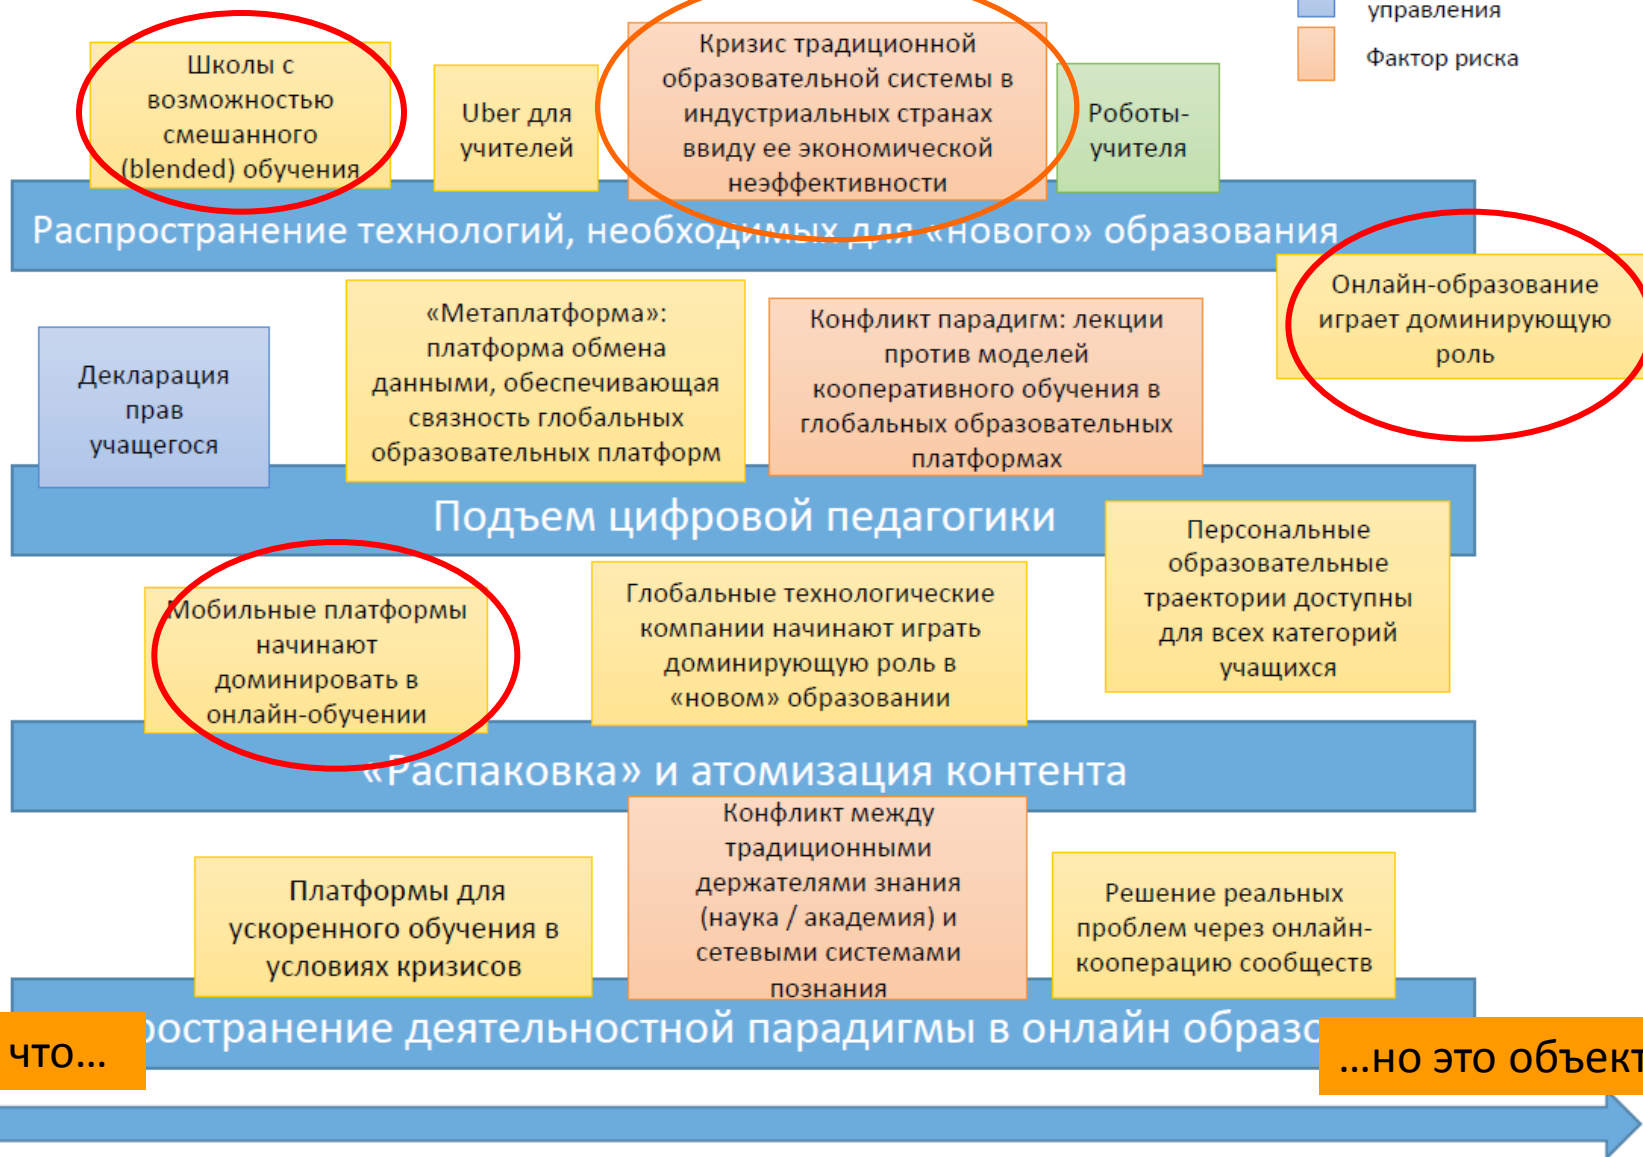 управления
Фактор риска
Школы с
возможностью
смешанного
(blended) обучения
Uber для
учителей
Кризис традиционной
образовательной системы в
индустриальных странах
ввиду ее экономической
неэффективности
Роботы-
учителя
Распространение технологий, необходимых для «нового» образования
Онлайн-образование
играет доминирующую
роль
Декларация
прав
учащегося
«Метаплатформа»:
платформа обмена
данными, обеспечивающая
связность глобальных
образовательных платформ
Конфликт парадигм: лекции
против моделей
кооперативного обучения в
глобальных образовательных
платформах
Подъем цифровой педагогики
Персональные
образовательные
траектории доступны
для всех категорий
учащихся
Мобильные платформы
начинают
доминировать в
онлайн-обучении
Глобальные технологические
компании начинают играть
доминирующую роль в
«новом» образовании
«Распаковка» и атомизация контента
Платформы для
ускоренного обучения в
условиях кризисов
Конфликт между
традиционными
держателями знания
(наука / академия) и
сетевыми системами
познания
Решение реальных
проблем через онлайн-
кооперацию сообществ
ространение деятельностной парадигмы в онлайн образо
что...
...но это объект